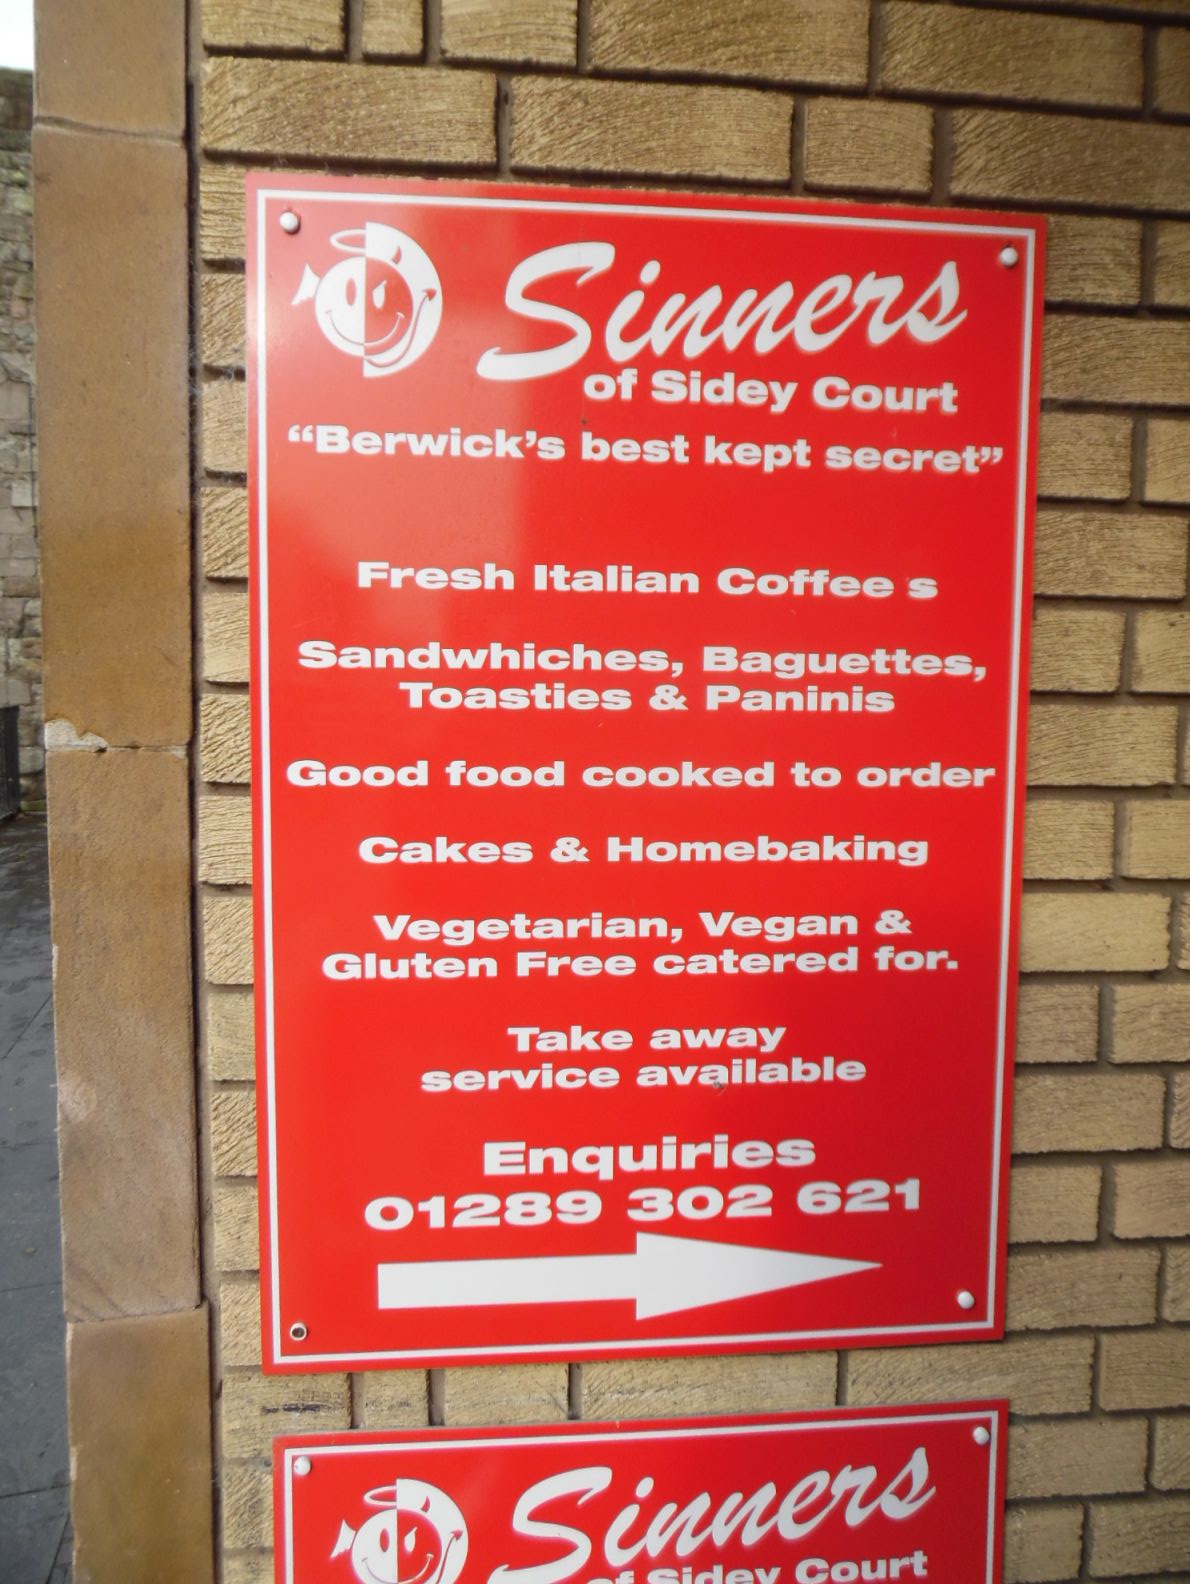 Sinners
of Sidey Court
“Berwick’s best kept secret”
Fresh Italian Coffee s
Sandwhiches, Baguettes,
Toasties & Paninis
Good food cooked to order
Cakes & Homebaking
Vegetarian, Vegan &
Gluten Free catered for.
Take away
service available
Enquiries
01289 302 621
Sinners
of Sidey Court